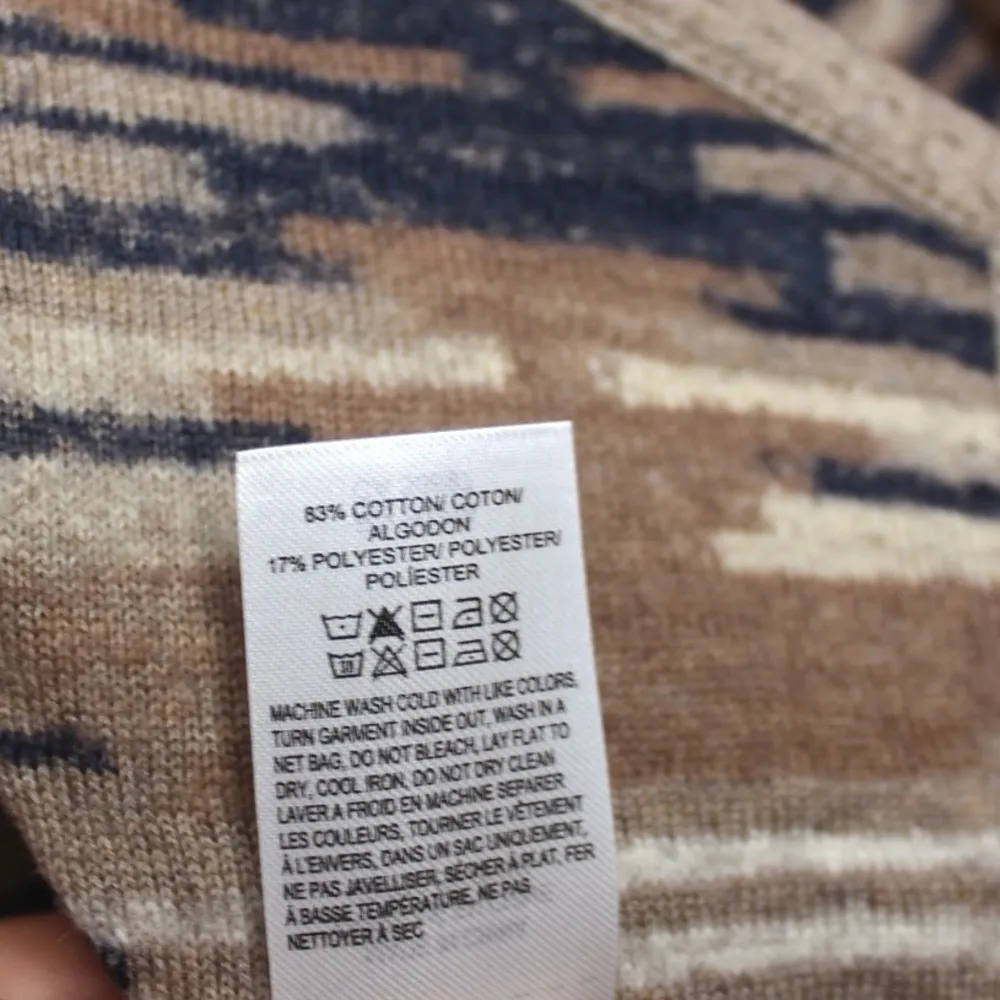 83% COTTON/ COTON/
ALGODON
17% POLYESTER/ POLYESTER/
POLÍESTER
30
MACHINE WASH COLD WITH LIKE COLORS,
TURN GARMENT INSIDE OUT, WASH IN A
NET BAG, DO NOT BLEACH, LAY FLAT TO
DRY, COOL IRON, DO NOT DRY CLEAN
LAVER A FROID EN MACHINE SEPARER
LES COULEURS, TOURNER LE VÊTEMENT
À L'ENVERS, DANS UN SAC UNIQUEMENT,
NE PAS JAVELLISER, SÉCHER À PLAT, FER
À BASSE TEMPÉRATURE, NE PAS
NETTOYER À SEC